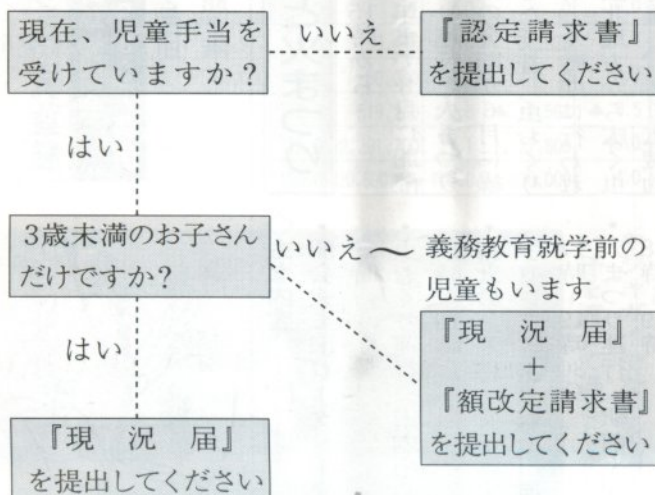 現在、児童手当を
受けていますか?
いいえ
『認定請求書』
を提出してください
はい
3歳未満のお子さん
だけですか?
いいえ〜
義務教育就学前の
児童もいます
はい
『現 況 届』
+
『額改定請求書』
を提出してください
『現 況 届』
を提出してください